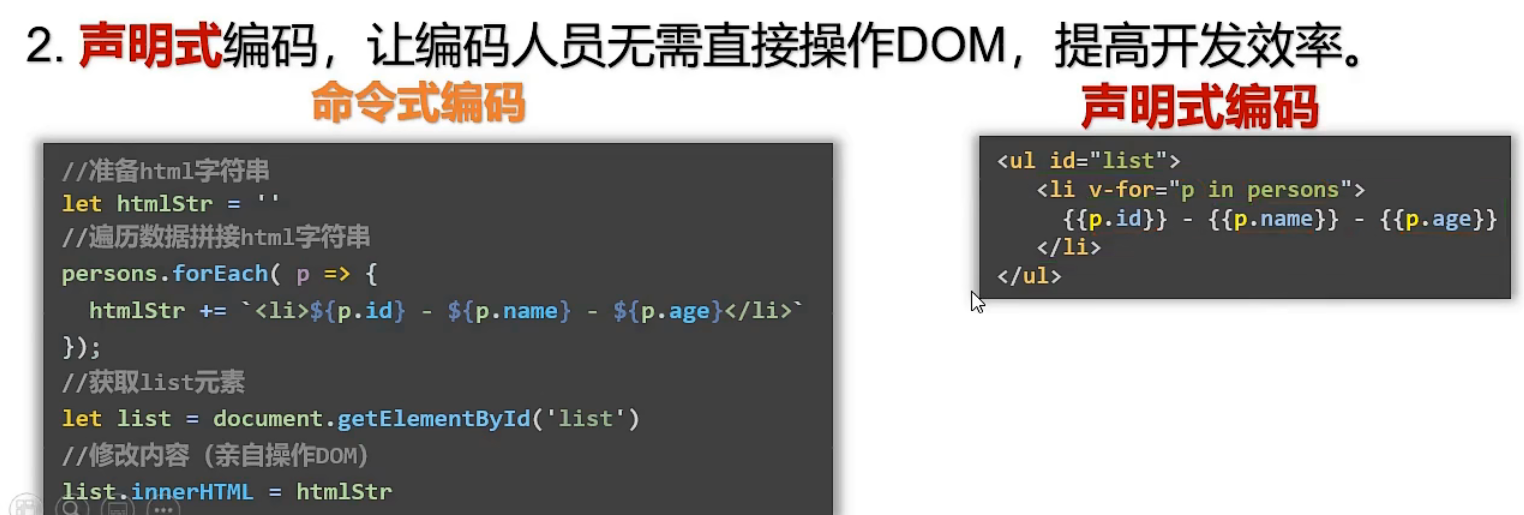 2. 声明式编码，让编码人员无需直接操作DOM，提高开发效率。
命令式编码
//准备html字符串
let htmlStr = ''
//遍历数据拼接html字符串
persons.forEach( p => {
  htmlStr += `<li>${p.id} - ${p.name} - ${p.age}</li>`
});
//获取list元素
let list = document.getElementById('list')
//修改内容（亲自操作DOM）
list.innerHTML = htmlStr
声明式编码
<ul id="list">
   <li v-for="p in persons">
     {{p.id}} - {{p.name}} - {{p.age}}
   </li>
</ul>